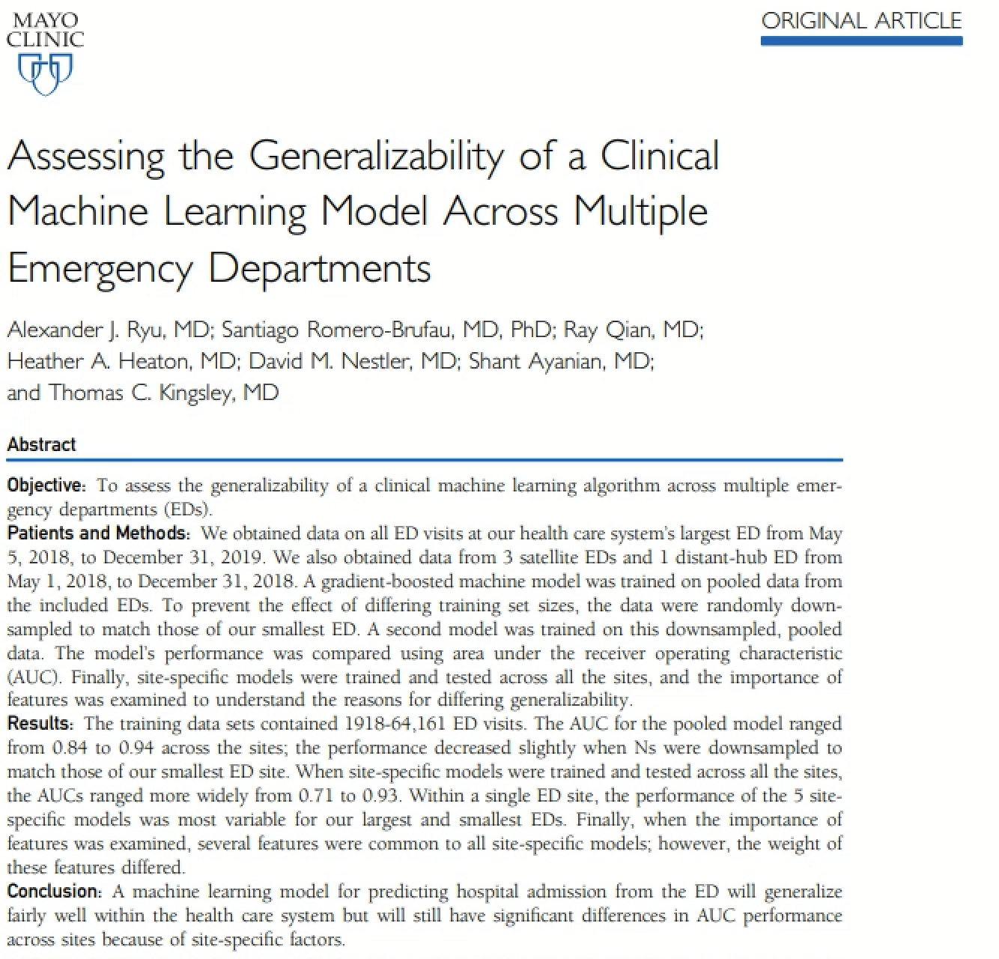 MAYO
CLINIC
ORIGINAL ARTICLE
Assessing the Generalizability of a Clinical
Machine Learning Model Across Multiple
Emergency Departments
Alexander J. Ryu, MD; Santiago Romero-Brufau, MD, PhD; Ray Qian, MD;
Heather A. Heaton, MD; David M. Nestler, MD; Shant Ayanian, MD;
and Thomas C. Kingsley, MD
Abstract
Objective: To assess the generalizability of a clinical machine learning algorithm across multiple emer-
gency departments (EDs).
Patients and Methods: We obtained data on all ED visits at our health care system's largest ED from May
5, 2018, to December 31, 2019. We also obtained data from 3 satellite EDs and 1 distant-hub ED from
May 1, 2018, to December 31, 2018. A gradient-boosted machine model was trained on pooled data from
the included EDs. To prevent the effect of differing training set sizes, the data were randomly down-
sampled to match those of our smallest ED. A second model was trained on this downsampled, pooled
data. The model's performance was compared using area under the receiver operating characteristic
(AUC). Finally, site-specific models were trained and tested across all the sites, and the importance of
features was examined to understand the reasons for differing generalizability.
Results: The training data sets contained 1918-64,161 ED visits. The AUC for the pooled model ranged
from 0.84 to 0.94 across the sites; the performance decreased slightly when Ns were downsampled to
match those of our smallest ED site. When site-specific models were trained and tested across all the sites,
the AUCs ranged more widely from 0.71 to 0.93. Within a single ED site, the performance of the 5 site-
specific models was most variable for our largest and smallest EDs. Finally, when the importance of
features was examined, several features were common to all site-specific models; however, the weight of
these features differed.
Conclusion: A machine learning model for predicting hospital admission from the ED will generalize
fairly well within the health care system but will still have significant differences in AUC performance
across sites because of site-specific factors.